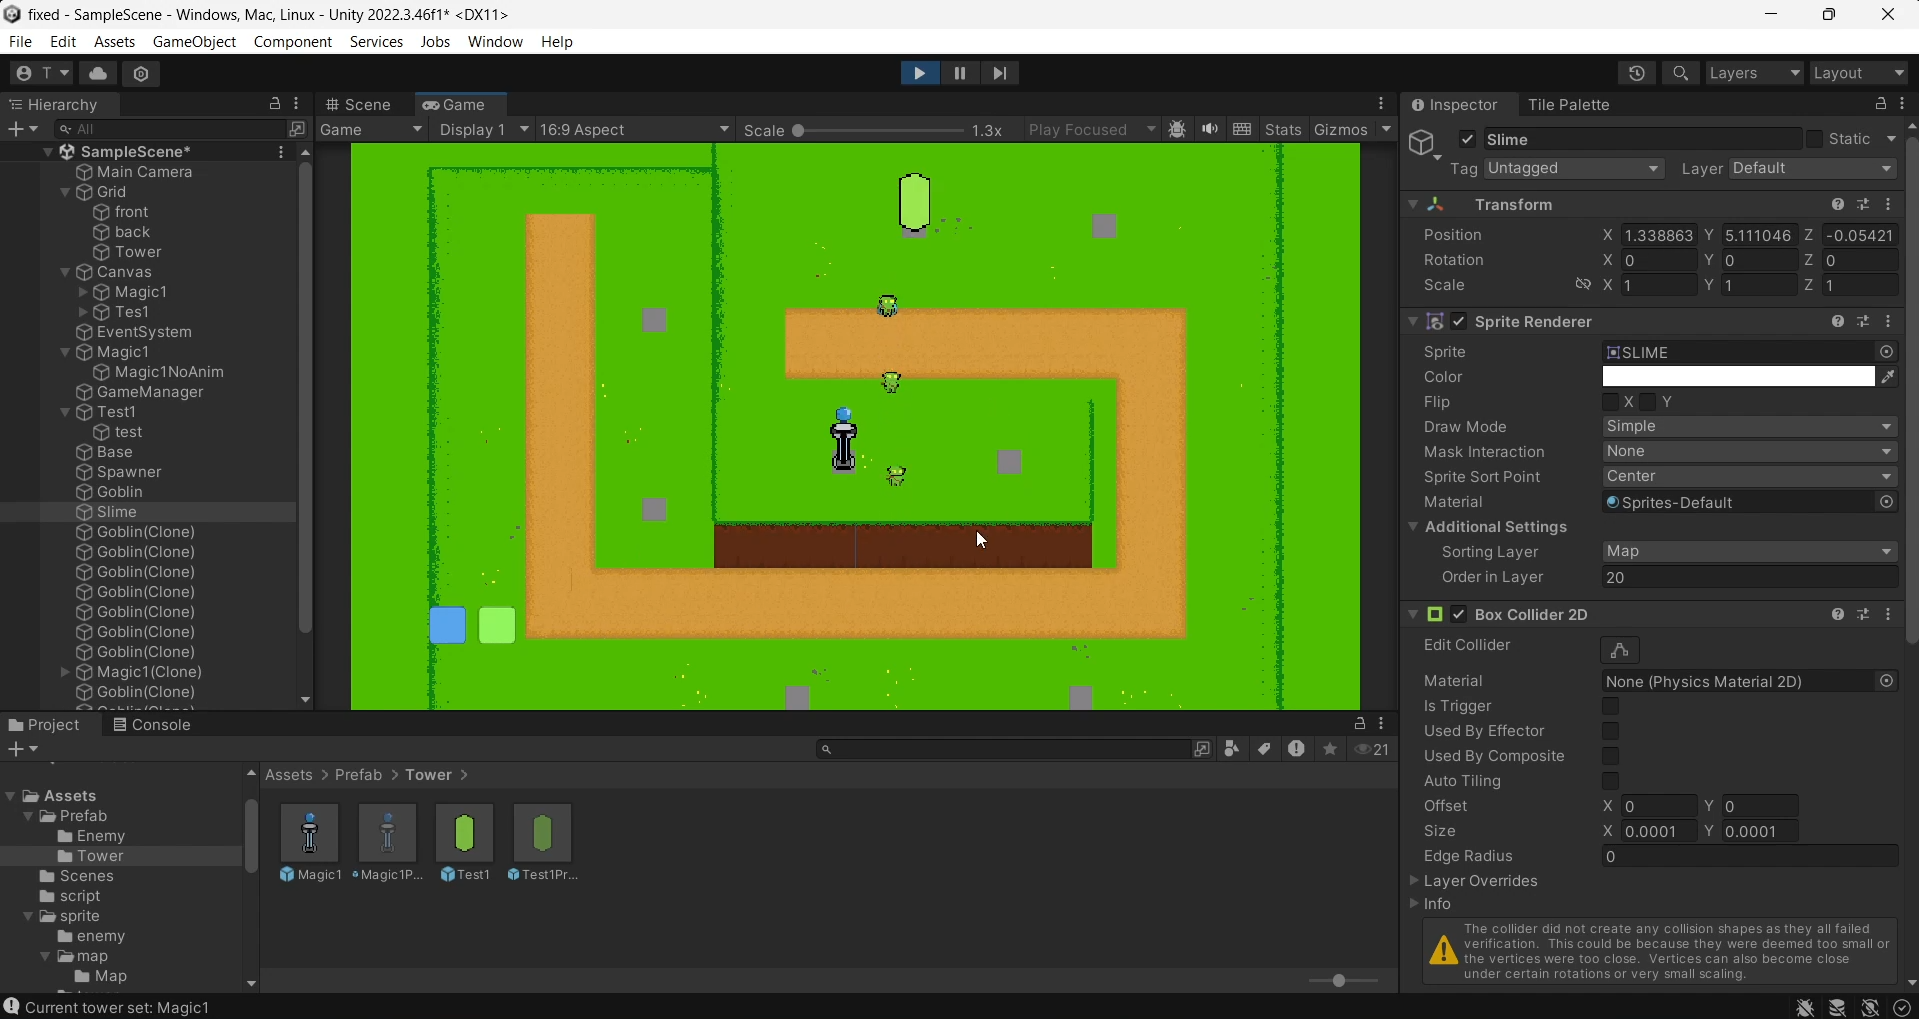 fixed - SampleScene - Windows, Mac, Linux - Unity 2022.3.46f1* <DX11>
File Edit Assets GameObject Component Services Jobs Window Help
T
Layers Layout
Hierarchy
All
SampleScene*
Main Camera
Grid
front
back
Tower
Canvas
Magic1
Tes1
EventSystem
Magic1
Magic1NoAnim
GameManager
Test1
test
Base
Spawner
Goblin
Slime
Goblin(Clone)
Goblin(Clone)
Goblin(Clone)
Goblin(Clone)
Goblin(Clone)
Goblin(Clone)
Goblin(Clone)
Magic1(Clone)
Goblin(Clone)
Scene Game
Game Display 1 16:9 Aspect Scale 1.3x Play Focused Stats Gizmos
Inspector Tile Palette
Slime Static
Tag Untagged Layer Default
Transform
Position X 1.338863 Y 5.111046 Z -0.05421
Rotation X 0 Y 0 Z 0
Scale X 1 Y 1 Z 1
Sprite Renderer
Sprite SLIME
Color
Flip X Y
Draw Mode Simple
Mask Interaction None
Sprite Sort Point Center
Material Sprites-Default
Additional Settings
Sorting Layer Map
Order in Layer 20
Box Collider 2D
Edit Collider
Material None (Physics Material 2D)
Is Trigger
Used By Effector
Used By Composite
Auto Tiling
Offset X 0 Y 0
Size X 0.0001 Y 0.0001
Edge Radius 0
Layer Overrides
Info
The collider did not create any collision shapes as they all failed
verification. This could be because they were deemed too small or
the vertices were too close. Vertices can also become close
under certain rotations or very small scaling.
Project Console
21
Assets
Prefab
Enemy
Tower
Scenes
script
sprite
enemy
map
Map
Assets > Prefab > Tower >
Magic1 Magic1P... Test1 Test1Pr...
Current tower set: Magic1